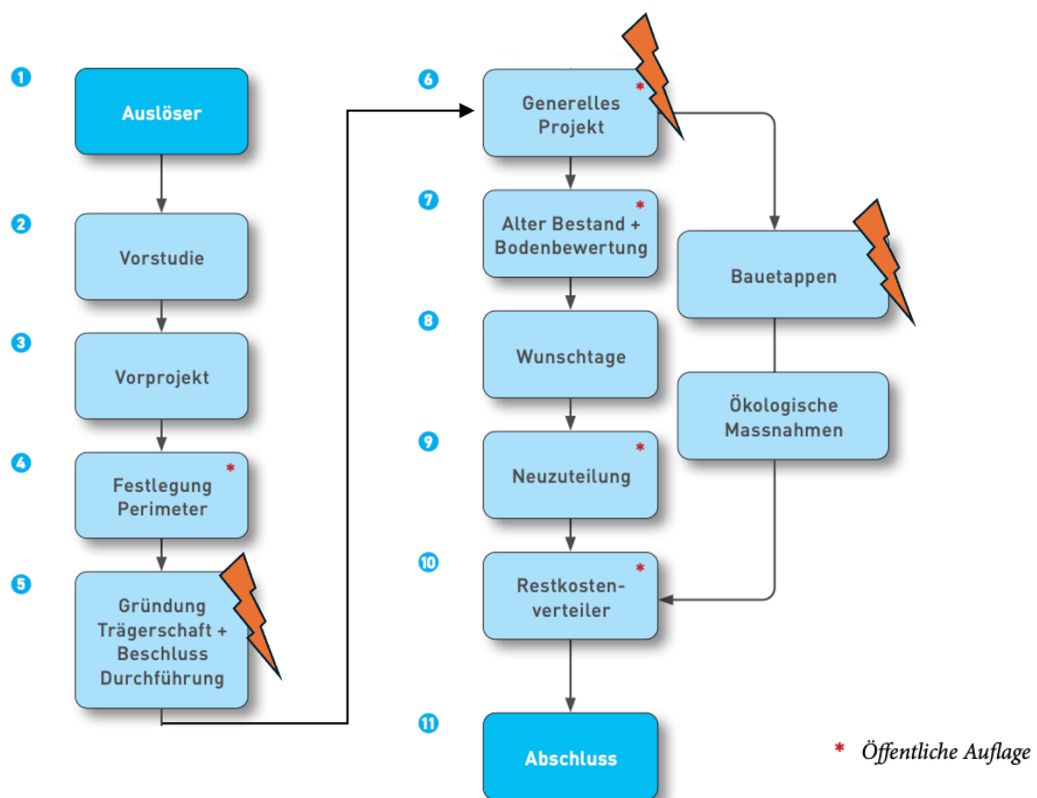 1
Auslöser
2
Vorstudie
3
Vorprojekt
4
Festlegung *
Perimeter
5
Gründung
Trägerschaft +
Beschluss
Durchführung
6
Generelles *
Projekt
7
Alter Bestand + *
Bodenbewertung
8
Wunschtage
9
Neuzuteilung *
10
Restkosten- *
verteiler
11
Abschluss
Bauetappen
Ökologische
Massnahmen
* Öffentliche Auflage